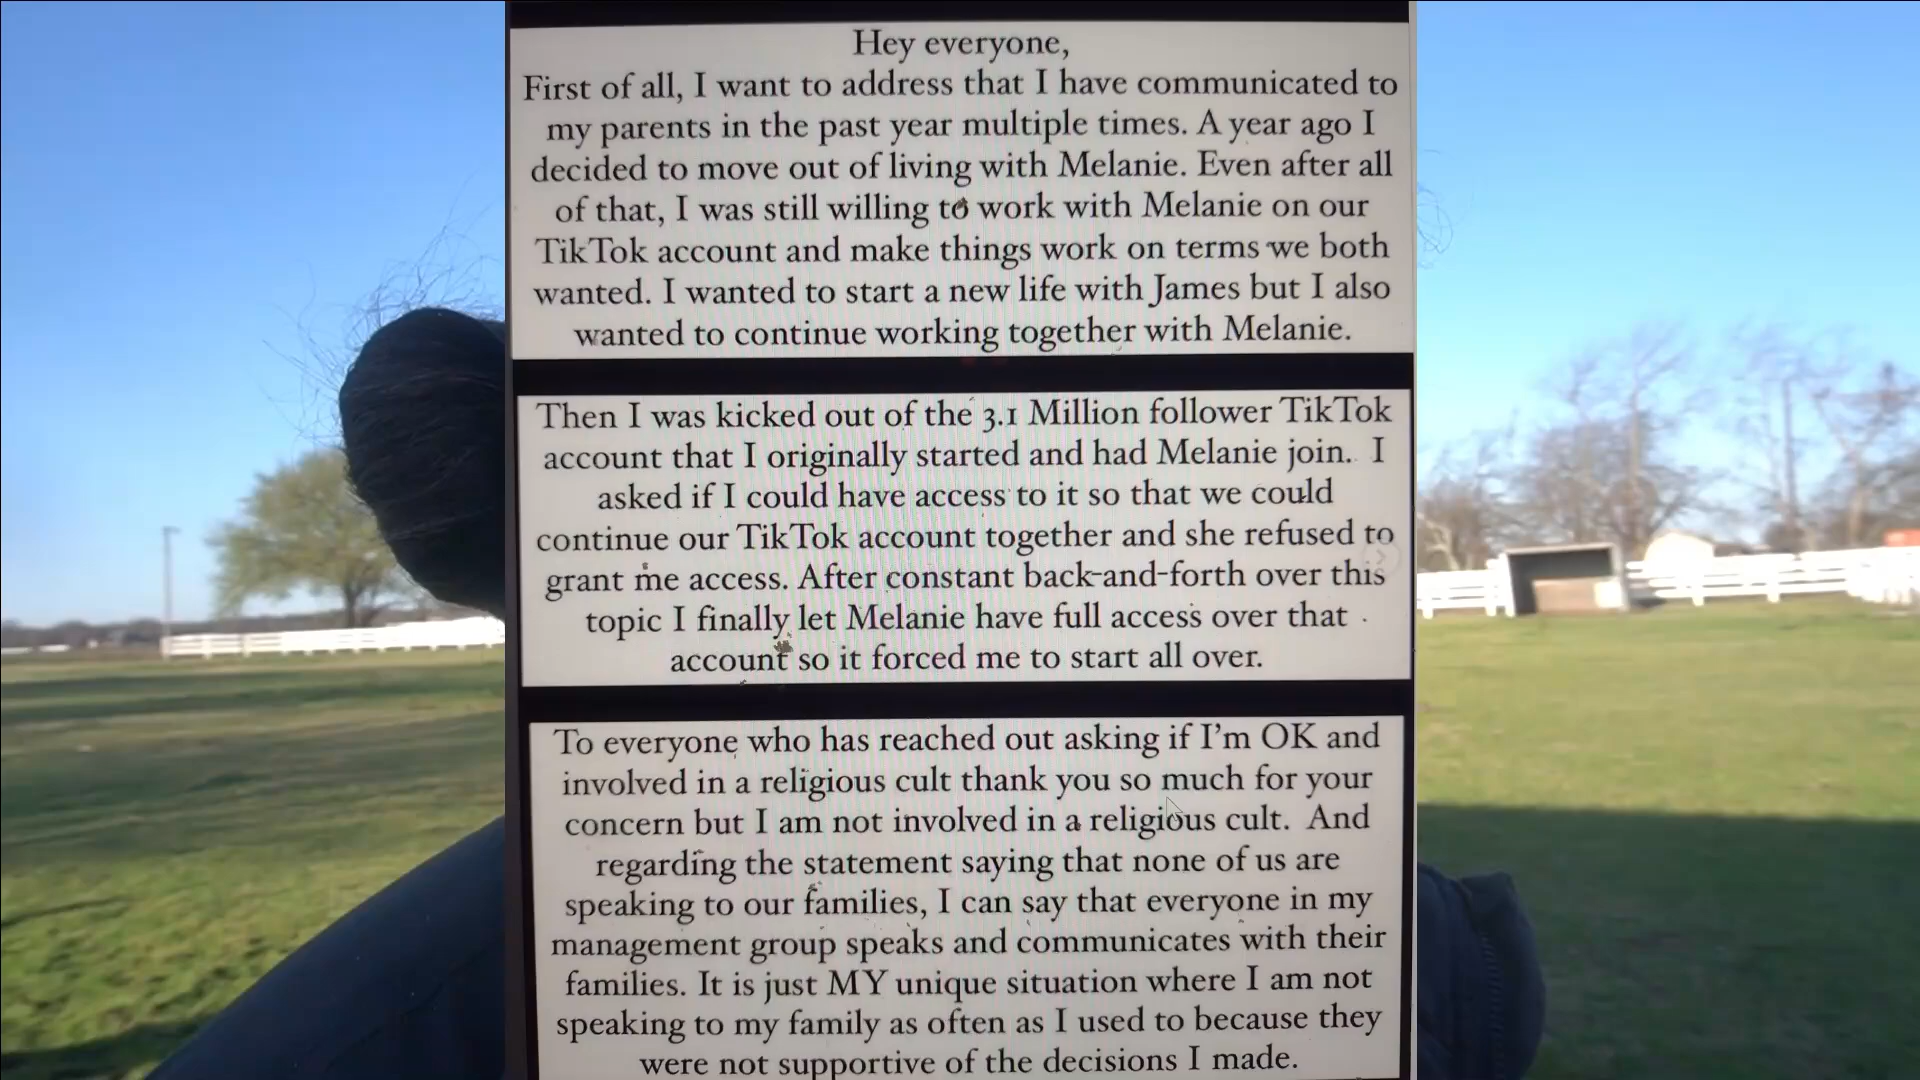 Hey everyone,
First of all, I want to address that I have communicated to
my parents in the past year multiple times. A year ago I
decided to move out of living with Melanie. Even after all
of that, I was still willing to work with Melanie on our
TikTok account and make things work on terms we both
wanted. I wanted to start a new life with James but I also
wanted to continue working together with Melanie.
Then I was kicked out of the 3.1 Million follower TikTok
account that I originally started and had Melanie join. I
asked if I could have access to it so that we could
continue our TikTok account together and she refused to
grant me access. After constant back-and-forth over this
topic I finally let Melanie have full access over that
account so it forced me to start all over.
To everyone who has reached out asking if I'm OK and
involved in a religious cult thank you so much for your
concern but I am not involved in a religious cult. And
regarding the statement saying that none of us are
speaking to our families, I can say that everyone in my
management group speaks and communicates with their
families. It is just MY unique situation where I am not
speaking to my family as often as I used to because they
were not supportive of the decisions I made.